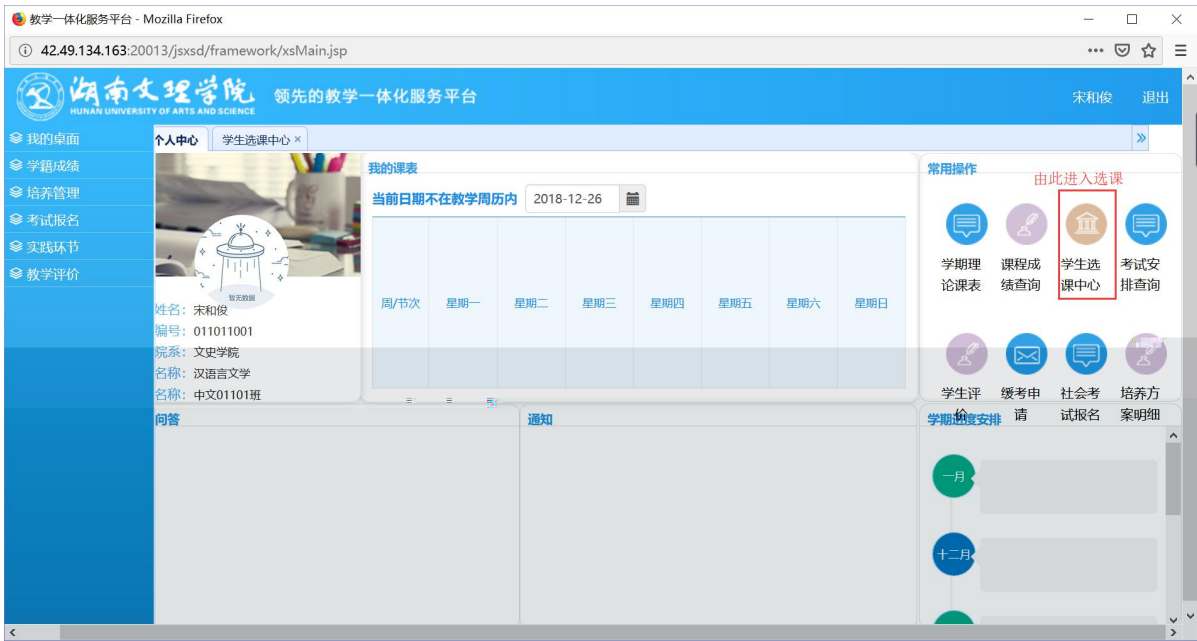 教学一体化服务平台 - Mozilla Firefox
42.49.134.163:20013/jsxsd/framework/xsMain.jsp
湖南文理学院
HUNAN UNIVERSITY OF ARTS AND SCIENCE
领先的教学一体化服务平台
宋和俊 退出
我的桌面
学籍成绩
培养管理
考试报名
实践环节
教学评价
个人中心 学生选课中心 ×
暂无数据
姓名: 宋和俊
编号: 011011001
院系: 文史学院
名称: 汉语言文学
名称: 中文01101班
我的课表
当前日期不在教学周历内 2018-12-26
周/节次 星期一 星期二 星期三 星期四 星期五 星期六 星期日
常用操作
由此进入选课
学期理论课表
课程成绩查询
学生选课中心
考试安排查询
学生评价
缓考申请
社会考试报名
培养方案明细
问答
通知
学期进度安排
一月
十二月